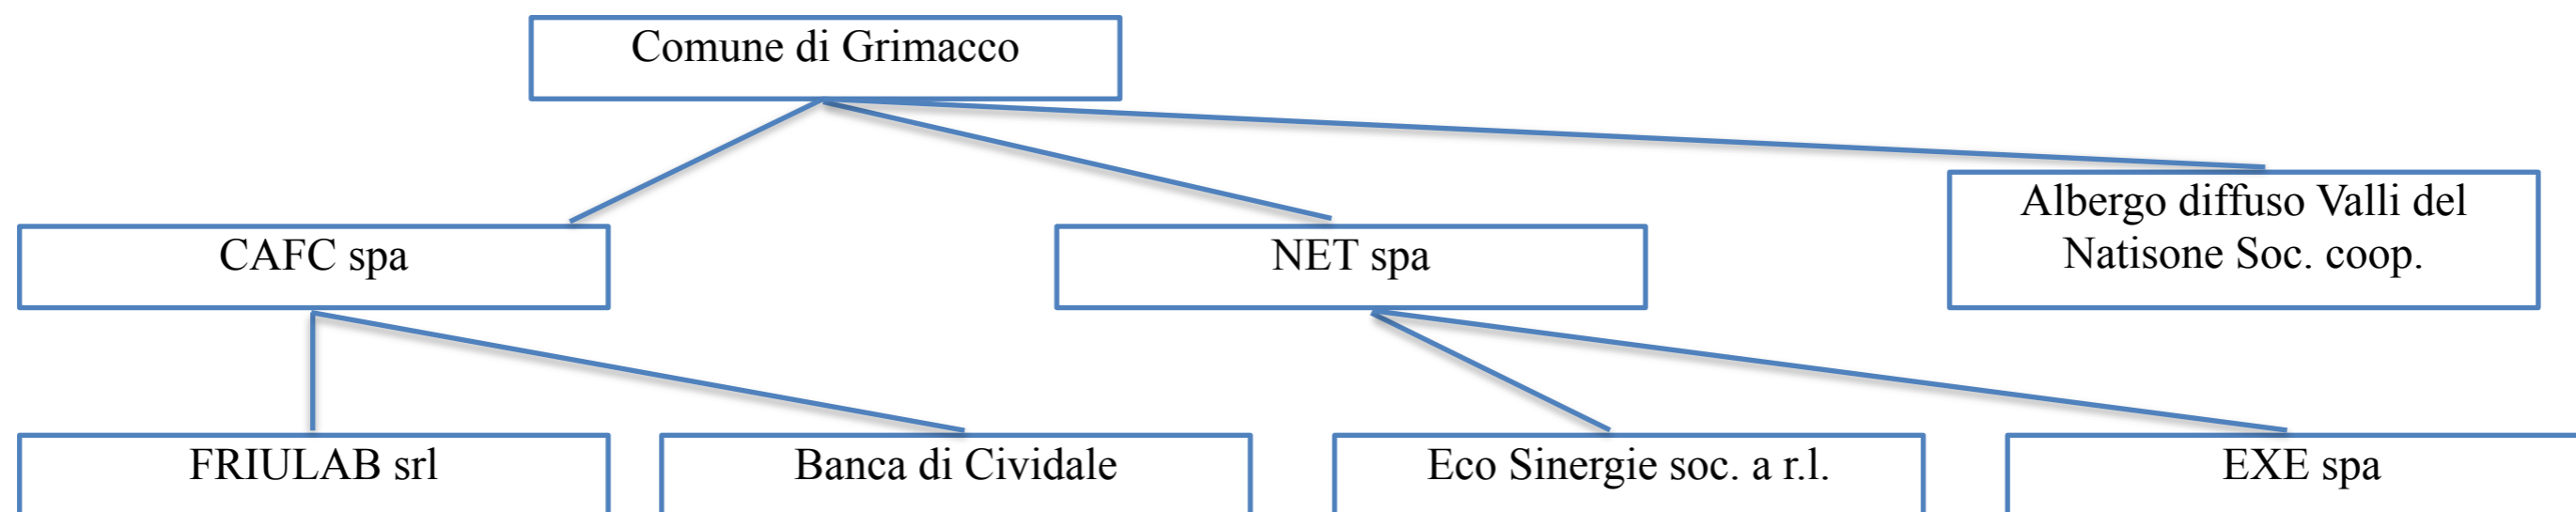 Comune di Grimacco
Albergo diffuso Valli del
Natisone Soc. coop.
CAFC spa
NET spa
FRIULAB srl
Banca di Cividale
Eco Sinergie soc. a r.l.
EXE spa